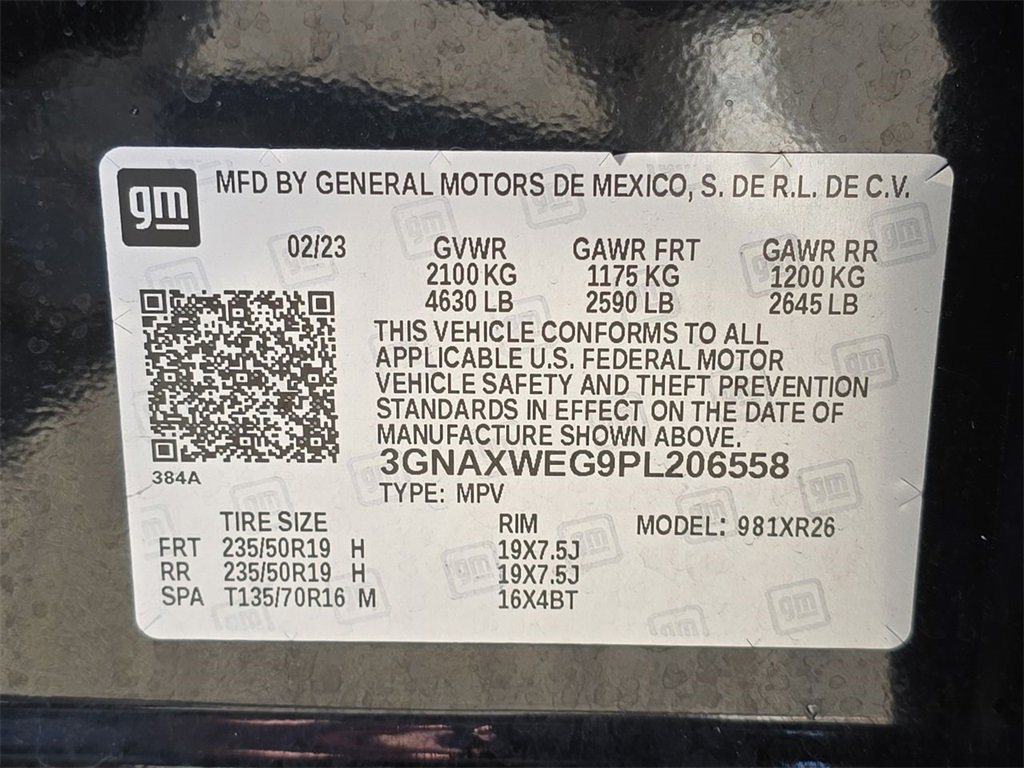 gm MFD BY GENERAL MOTORS DE MEXICO, S. DE R.L. DE C.V.
02/23 GVWR GAWR FRT GAWR RR
2100 KG 1175 KG 1200 KG
4630 LB 2590 LB 2645 LB
THIS VEHICLE CONFORMS TO ALL
APPLICABLE U.S. FEDERAL MOTOR
VEHICLE SAFETY AND THEFT PREVENTION
STANDARDS IN EFFECT ON THE DATE OF
MANUFACTURE SHOWN ABOVE.
3GNAXWEG9PL206558
384A
TYPE: MPV
TIRE SIZE RIM MODEL: 981XR26
FRT 235/50R19 H 19X7.5J
RR 235/50R19 H 19X7.5J
SPA T135/70R16 M 16X4BT